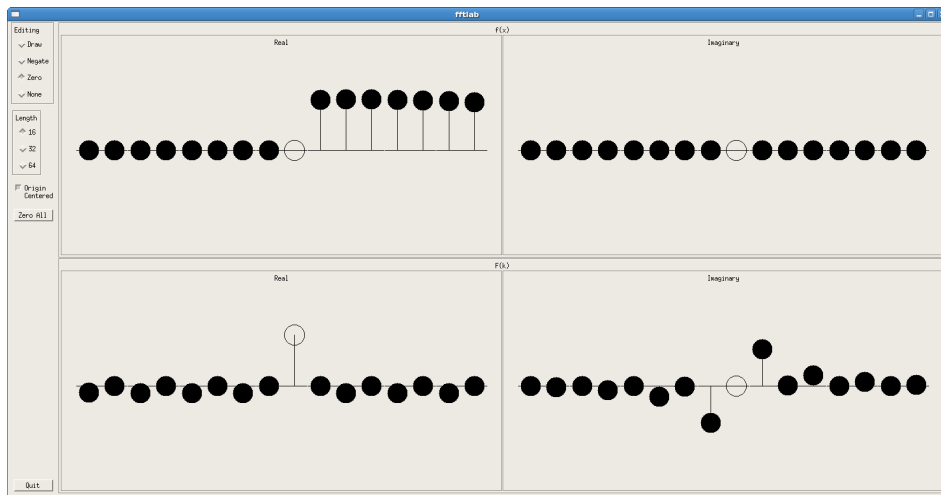 fftlab
Editing
Draw
Negate
Zero
None
Length
16
32
64
Origin
Centered
Zero All
Quit
f(x)
Real
Imaginary
F(k)
Real
Imaginary